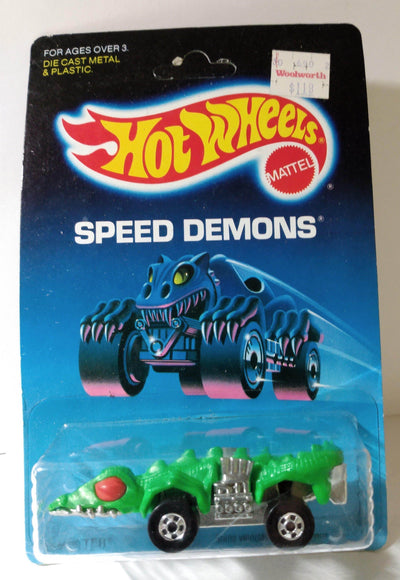 FOR AGES OVER 3.
DIE CAST METAL
& PLASTIC.
Woolworth
$1.18
HOT WHEELS®
MATTEL
®
SPEED DEMONS®